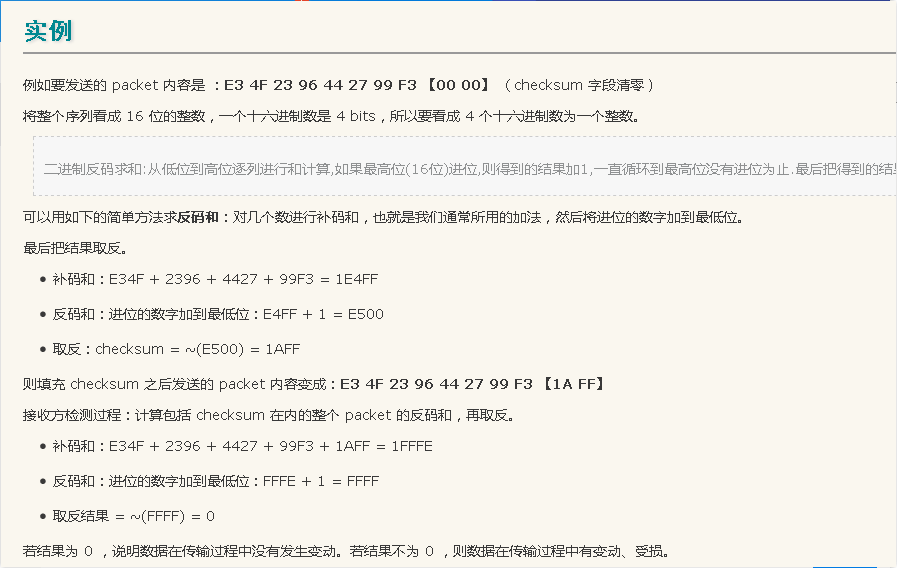 实例
例如要发送的 packet 内容是 ：E3 4F 23 96 44 27 99 F3 【00 00】 （checksum 字段清零）
将整个序列看成 16 位的整数，一个十六进制数是 4 bits，所以要看成 4 个十六进制数为一个整数。
二进制反码求和:从低位到高位逐列进行和计算,如果最高位(16位)进位,则得到的结果加1,一直循环到最高位没有进位为止.最后把得到的结
可以用如下的简单方法求反码和：对几个数进行补码和，也就是我们通常所用的加法，然后将进位的数字加到最低位。
最后把结果取反。
• 补码和：E34F + 2396 + 4427 + 99F3 = 1E4FF
• 反码和：进位的数字加到最低位：E4FF + 1 = E500
• 取反：checksum = ~(E500) = 1AFF
则填充 checksum 之后发送的 packet 内容变成：E3 4F 23 96 44 27 99 F3 【1A FF】
接收方检测过程：计算包括 checksum 在内的整个 packet 的反码和，再取反。
• 补码和：E34F + 2396 + 4427 + 99F3 + 1AFF = 1FFFE
• 反码和：进位的数字加到最低位：FFFE + 1 = FFFF
• 取反结果 = ~(FFFF) = 0
若结果为 0 ，说明数据在传输过程中没有发生变动。若结果不为 0 ，则数据在传输过程中有变动、受损。